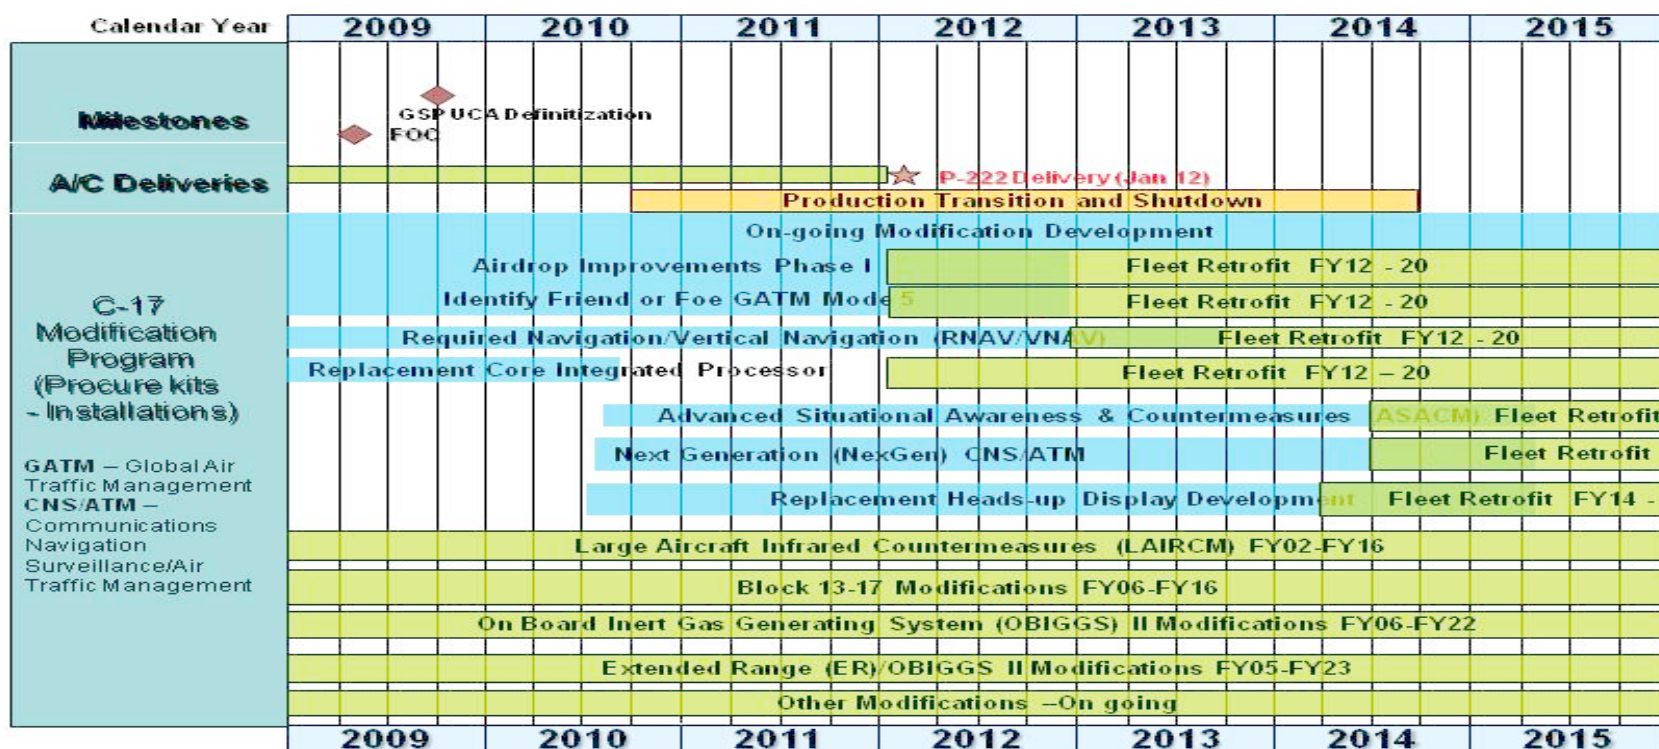 Calendar Year 2009 2010 2011 2012 2013 2014 2015
Milestones
GSP UCA Definitization
FOC
A/C Deliveries
P-222 Delivery (Jan 12)
Production Transition and Shutdown
C-17
Modification
Program
(Procure kits
- Installations)
GATM – Global Air
Traffic Management
CNS/ATM –
Communications
Navigation
Surveillance/Air
Traffic Management
On-going Modification Development
Airdrop Improvements Phase I Fleet Retrofit FY12 - 20
Identify Friend or Foe GATM Mode 5 Fleet Retrofit FY12 - 20
Required Navigation/Vertical Navigation (RNAV/VNAV) Fleet Retrofit FY12 - 20
Replacement Core Integrated Processor Fleet Retrofit FY12 – 20
Advanced Situational Awareness & Countermeasures (ASACM) Fleet Retrofit
Next Generation (NexGen) CNS/ATM Fleet Retrofit
Replacement Heads-up Display Development Fleet Retrofit FY14 -
Large Aircraft Infrared Countermeasures (LAIRCM) FY02-FY16
Block 13-17 Modifications FY06-FY16
On Board Inert Gas Generating System (OBIGGS) II Modifications FY06-FY22
Extended Range (ER)/OBIGGS II Modifications FY05-FY23
Other Modifications –On going
2009 2010 2011 2012 2013 2014 2015